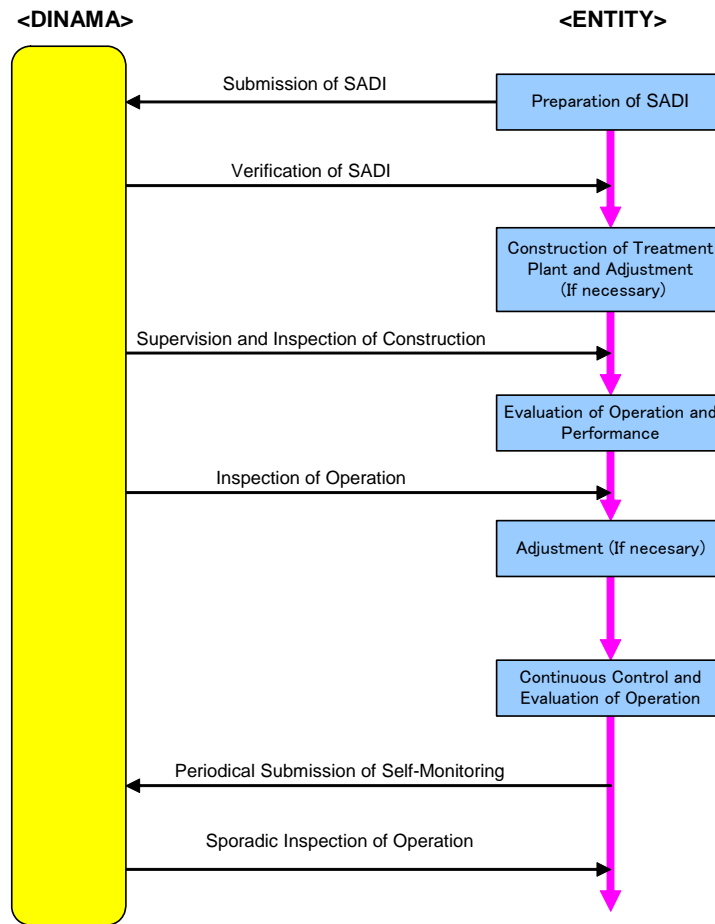 <DINAMA>
<ENTITY>
Submission of SADI
Preparation of SADI
Verification of SADI
Construction of Treatment
Plant and Adjustment
(If necessary)
Supervision and Inspection of Construction
Evaluation of Operation and
Performance
Inspection of Operation
Adjustment (If necesary)
Continuous Control and
Evaluation of Operation
Periodical Submission of Self-Monitoring
Sporadic Inspection of Operation